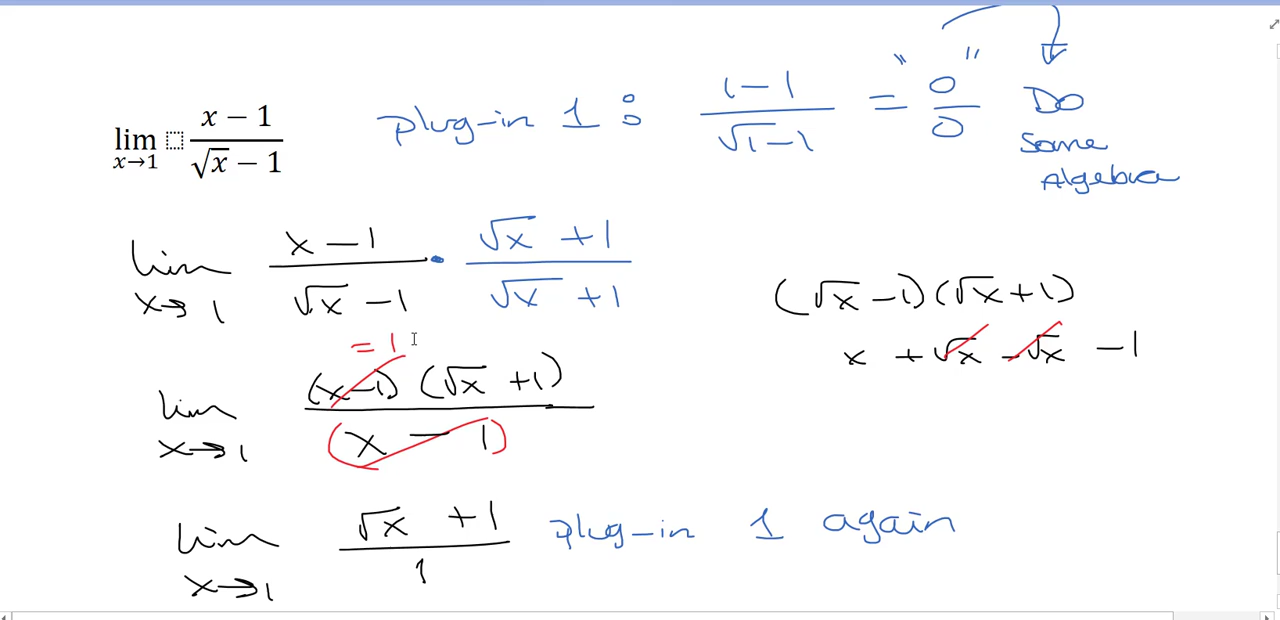 lim x→1 (x − 1)/(√x − 1) plug-in 1 : (1 − 1)/(√1 − 1) = "0/0" Do Some Algebra
lim x→1 (x − 1)/(√x − 1) · (√x + 1)/(√x + 1)
(√x − 1)(√x + 1)
x + √x − √x − 1
= 1
lim x→1 (x − 1)(√x + 1)/(x − 1)
lim x→1 (√x + 1)/1 plug-in 1 again